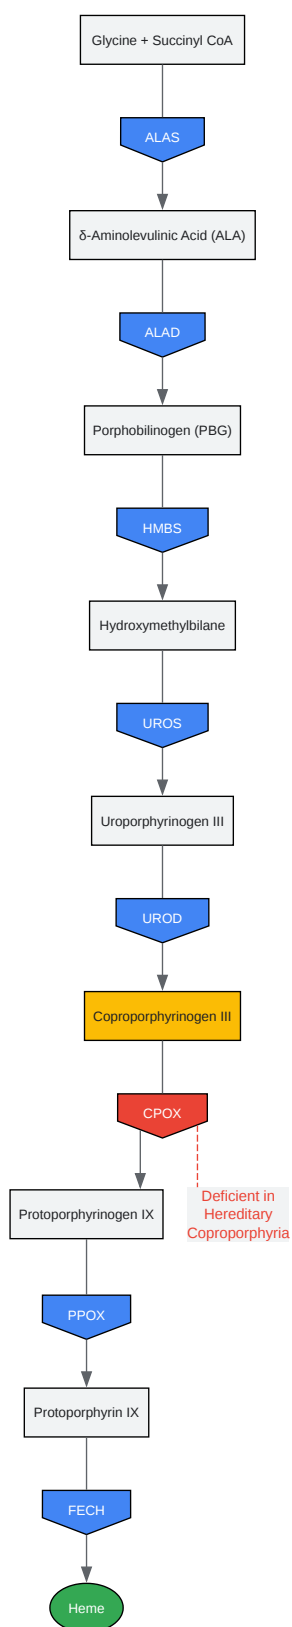 Glycine + Succinyl CoA
ALAS
δ-Aminolevulinic Acid (ALA)
ALAD
Porphobilinogen (PBG)
HMBS
Hydroxymethylbilane
UROS
Uroporphyrinogen III
UROD
Coproporphyrinogen III
CPOX
Protoporphyrinogen IX
Deficient in
Hereditary
Coproporphyria
PPOX
Protoporphyrin IX
FECH
Heme